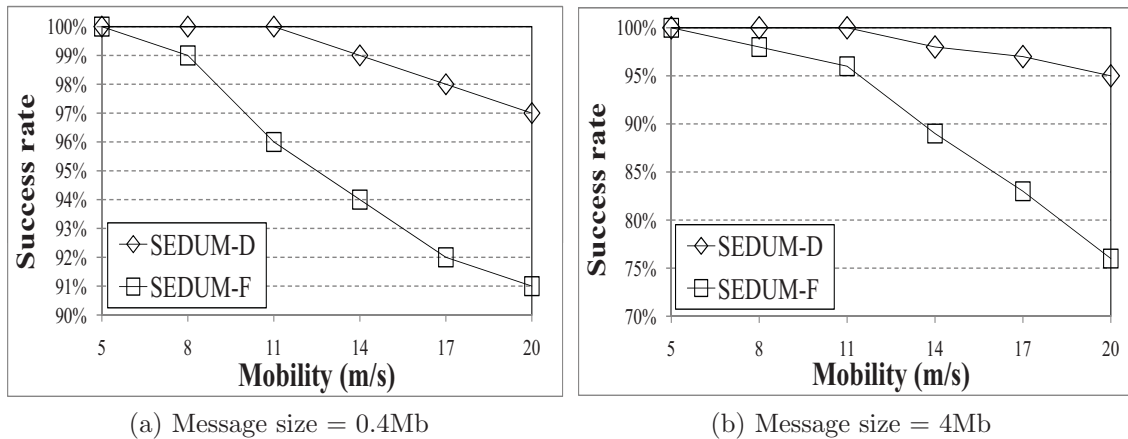 100%
99%
98%
97%
96%
95%
94%
93%
92%
91%
90%
Success rate
SEDUM-D
SEDUM-F
5 8 11 14 17 20
Mobility (m/s)
(a) Message size = 0.4Mb
100%
95%
90%
85%
80%
75%
70%
Success rate
SEDUM-D
SEDUM-F
5 8 11 14 17 20
Mobility (m/s)
(b) Message size = 4Mb